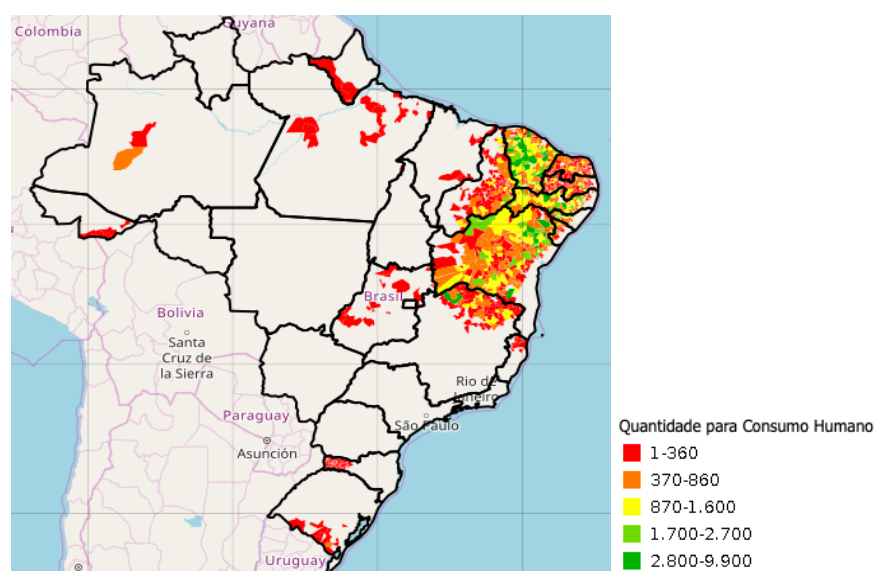 Guyana
Colombia
Brasil
Bolivia
Santa
Cruz de
la Sierra
Rio de
Janeiro
Paraguay
São Paulo
Asunción
Uruguay
Quantidade para Consumo Humano
1-360
370-860
870-1.600
1.700-2.700
2.800-9.900